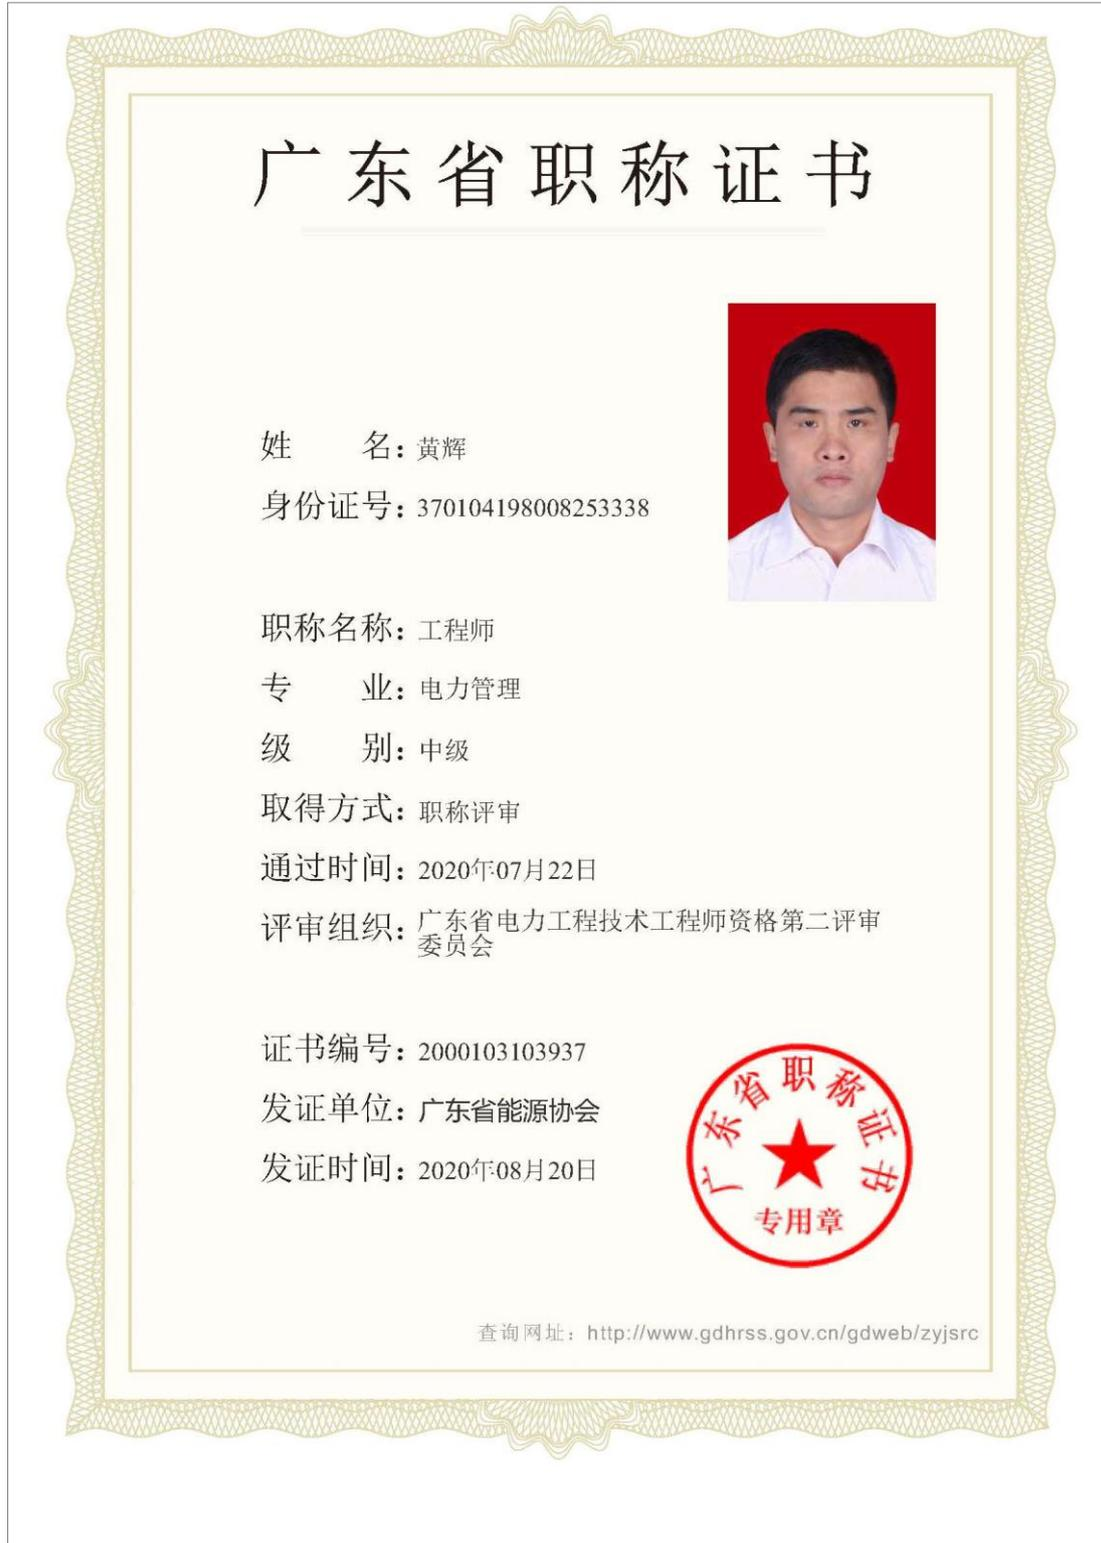 广东省职称证书
姓 名：黄辉
身份证号：370104198008253338
职称名称：工程师
专 业：电力管理
级 别：中级
取得方式：职称评审
通过时间：2020年07月22日
评审组织：广东省电力工程技术工程师资格第二评审
委员会
证书编号：2000103103937
发证单位：广东省能源协会
发证时间：2020年08月20日
广东省职称证书
专用章
查询网址：http://www.gdhrss.gov.cn/gdweb/zyjsrc